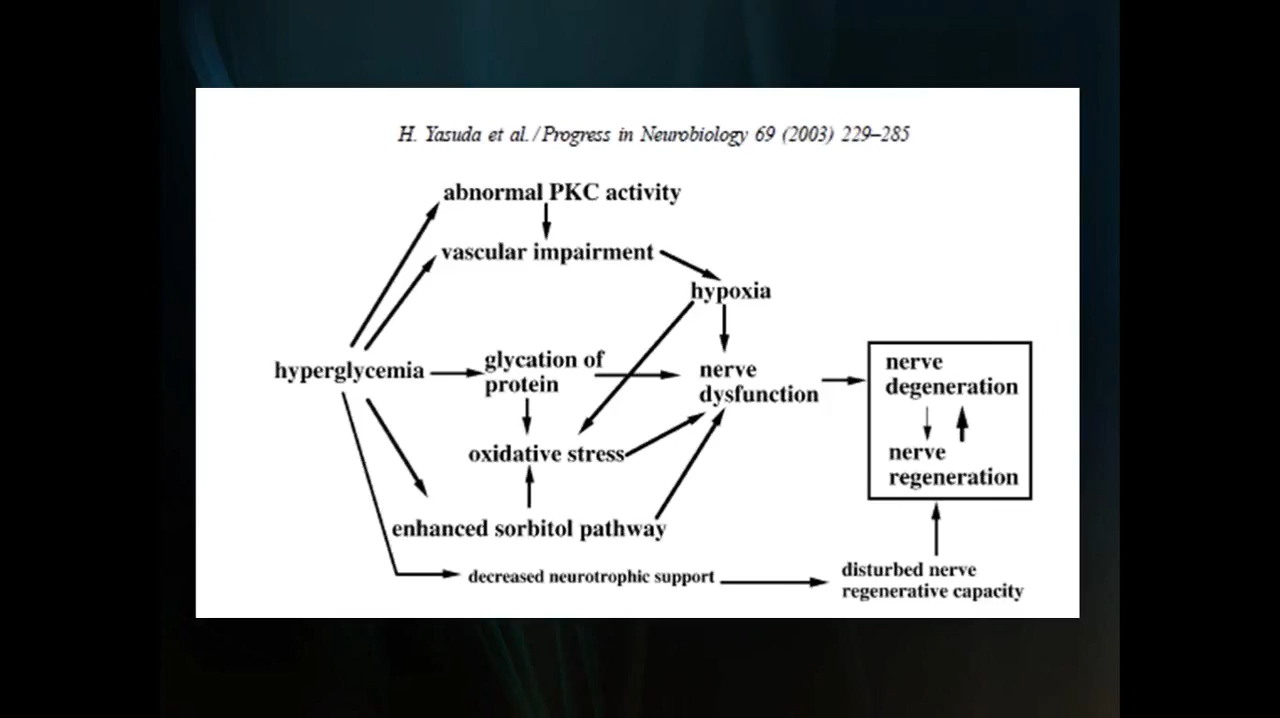 H. Yasuda et al. / Progress in Neurobiology 69 (2003) 229–285
abnormal PKC activity
vascular impairment
hypoxia
hyperglycemia
glycation of
protein
nerve
dysfunction
nerve
degeneration
nerve
regeneration
oxidative stress
enhanced sorbitol pathway
decreased neurotrophic support
disturbed nerve
regenerative capacity